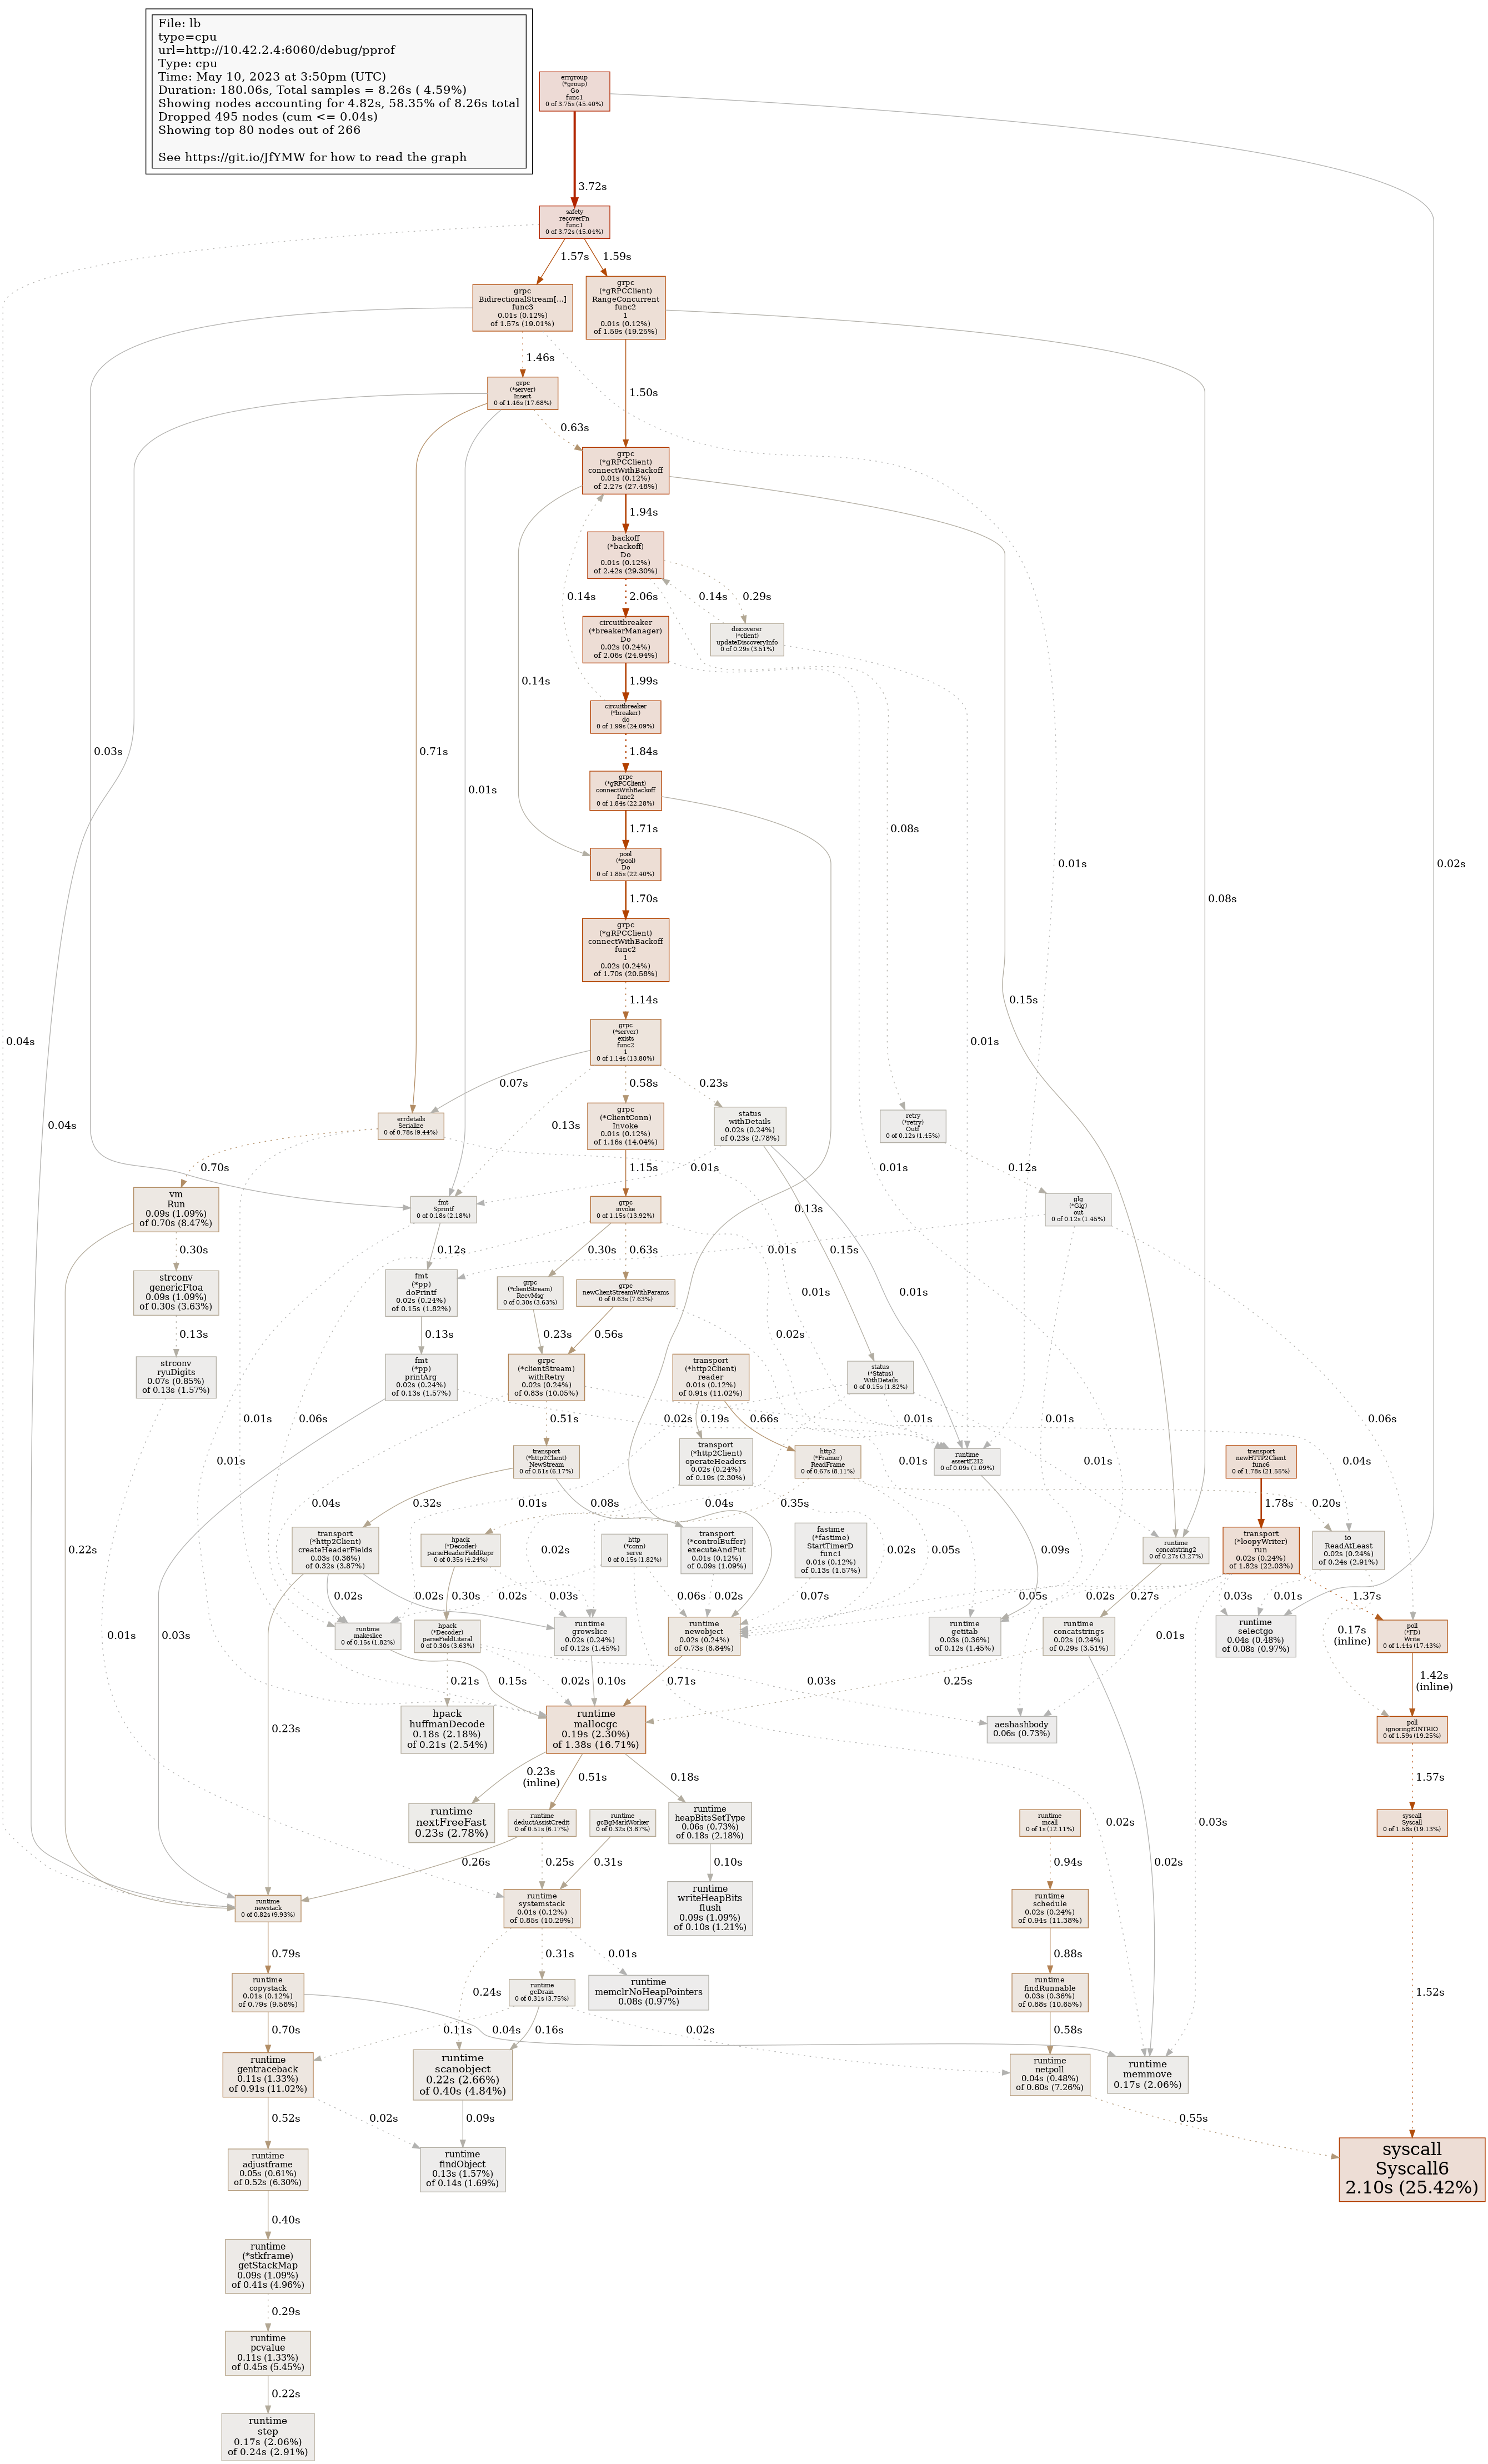 File: lb
type=cpu
url=http://10.42.2.4:6060/debug/pprof
Type: cpu
Time: May 10, 2023 at 3:50pm (UTC)
Duration: 180.06s, Total samples = 8.26s ( 4.59%)
Showing nodes accounting for 4.82s, 58.35% of 8.26s total
Dropped 495 nodes (cum <= 0.04s)
Showing top 80 nodes out of 266
See https://git.io/JfYMW for how to read the graph
errgroup
(*group)
Go
func1
0 of 3.75s (45.40%)
3.72s
safety
recoverFn
func1
0 of 3.72s (45.04%)
1.57s
1.59s
grpc
BidirectionalStream[...]
func3
0.01s (0.12%)
of 1.57s (19.01%)
grpc
(*gRPCClient)
RangeConcurrent
func2
1
0.01s (0.12%)
of 1.59s (19.25%)
1.46s
grpc
(*server)
Insert
0 of 1.46s (17.68%)
1.50s
0.63s
grpc
(*gRPCClient)
connectWithBackoff
0.01s (0.12%)
of 2.27s (27.48%)
1.94s
backoff
(*backoff)
Do
0.01s (0.12%)
of 2.42s (29.30%)
0.14s
2.06s
0.14s
0.29s
circuitbreaker
(*breakerManager)
Do
0.02s (0.24%)
of 2.06s (24.94%)
discoverer
(*client)
updateDiscoveryInfo
0 of 0.29s (3.51%)
0.14s
1.99s
circuitbreaker
(*breaker)
do
0 of 1.99s (24.09%)
0.03s
0.71s
0.01s
1.84s
grpc
(*gRPCClient)
connectWithBackoff
func2
0 of 1.84s (22.28%)
1.71s
0.08s
0.01s
0.02s
pool
(*pool)
Do
0 of 1.85s (22.40%)
0.08s
1.70s
grpc
(*gRPCClient)
connectWithBackoff
func2
1
0.02s (0.24%)
of 1.70s (20.58%)
1.14s
0.15s
grpc
(*server)
exists
func2
1
0 of 1.14s (13.80%)
0.04s
0.01s
0.07s
0.58s
0.23s
errdetails
Serialize
0 of 0.78s (9.44%)
grpc
(*ClientConn)
Invoke
0.01s (0.12%)
of 1.16s (14.04%)
status
withDetails
0.02s (0.24%)
of 0.23s (2.78%)
retry
(*retry)
Outf
0 of 0.12s (1.45%)
0.04s
0.13s
0.70s
1.15s
0.01s
0.01s
0.12s
vm
Run
0.09s (1.09%)
of 0.70s (8.47%)
fmt
Sprintf
0 of 0.18s (2.18%)
grpc
invoke
0 of 1.15s (13.92%)
0.13s
glg
(*Glg)
out
0 of 0.12s (1.45%)
0.30s
0.12s
0.30s
0.63s
0.01s
0.15s
strconv
genericFtoa
0.09s (1.09%)
of 0.30s (3.63%)
fmt
(*pp)
doPrintf
0.02s (0.24%)
of 0.15s (1.82%)
grpc
(*clientStream)
RecvMsg
0 of 0.30s (3.63%)
grpc
newClientStreamWithParams
0 of 0.63s (7.63%)
0.01s
0.01s
0.13s
0.13s
0.23s
0.56s
0.02s
strconv
ryuDigits
0.07s (0.85%)
of 0.13s (1.57%)
fmt
(*pp)
printArg
0.02s (0.24%)
of 0.13s (1.57%)
grpc
(*clientStream)
withRetry
0.02s (0.24%)
of 0.83s (10.05%)
transport
(*http2Client)
reader
0.01s (0.12%)
of 0.91s (11.02%)
status
(*Status)
WithDetails
0 of 0.15s (1.82%)
0.01s
0.06s
0.51s
0.02s
0.19s
0.66s
0.01s
0.01s
0.06s
0.01s
transport
(*http2Client)
NewStream
0 of 0.51s (6.17%)
transport
(*http2Client)
operateHeaders
0.02s (0.24%)
of 0.19s (2.30%)
http2
(*Framer)
ReadFrame
0 of 0.67s (8.11%)
runtime
assertE2I2
0 of 0.09s (1.09%)
transport
newHTTP2Client
func6
0 of 1.78s (21.55%)
0.01s
0.01s
0.04s
0.04s
0.32s
0.01s
0.08s
0.04s
0.35s
0.20s
1.78s
transport
(*http2Client)
createHeaderFields
0.03s (0.36%)
of 0.32s (3.87%)
hpack
(*Decoder)
parseHeaderFieldRepr
0 of 0.35s (4.24%)
http
(*conn)
serve
0 of 0.15s (1.82%)
transport
(*controlBuffer)
executeAndPut
0.01s (0.12%)
of 0.09s (1.09%)
fastime
(*fastime)
StartTimerD
func1
0.01s (0.12%)
of 0.13s (1.57%)
runtime
concatstring2
0 of 0.27s (3.27%)
transport
(*loopyWriter)
run
0.02s (0.24%)
of 1.82s (22.03%)
io
ReadAtLeast
0.02s (0.24%)
of 0.24s (2.91%)
0.22s
0.02s
0.02s
0.05s
0.09s
0.02s
0.02s
0.30s
0.02s
0.03s
0.06s
0.02s
0.07s
0.05s
0.02s
0.27s
0.03s
0.01s
1.37s
0.01s
0.03s
runtime
makeslice
0 of 0.15s (1.82%)
hpack
(*Decoder)
parseFieldLiteral
0 of 0.30s (3.63%)
runtime
growslice
0.02s (0.24%)
of 0.12s (1.45%)
runtime
newobject
0.02s (0.24%)
of 0.73s (8.84%)
runtime
getitab
0.03s (0.36%)
of 0.12s (1.45%)
runtime
concatstrings
0.02s (0.24%)
of 0.29s (3.51%)
0.01s
runtime
selectgo
0.04s (0.48%)
of 0.08s (0.97%)
0.17s
(inline)
poll
(*FD)
Write
0 of 1.44s (17.43%)
0.15s
0.21s
0.02s
0.10s
0.71s
0.03s
0.25s
1.42s
(inline)
0.23s
hpack
huffmanDecode
0.18s (2.18%)
of 0.21s (2.54%)
runtime
mallocgc
0.19s (2.30%)
of 1.38s (16.71%)
aeshashbody
0.06s (0.73%)
poll
ignoringEINTRIO
0 of 1.59s (19.25%)
0.23s
(inline)
0.51s
0.18s
1.57s
runtime
nextFreeFast
0.23s (2.78%)
runtime
deductAssistCredit
0 of 0.51s (6.17%)
runtime
gcBgMarkWorker
0 of 0.32s (3.87%)
runtime
heapBitsSetType
0.06s (0.73%)
of 0.18s (2.18%)
runtime
mcall
0 of 1s (12.11%)
0.02s
0.03s
syscall
Syscall
0 of 1.58s (19.13%)
0.26s
0.25s
0.31s
0.10s
0.94s
0.02s
runtime
newstack
0 of 0.82s (9.93%)
runtime
systemstack
0.01s (0.12%)
of 0.85s (10.29%)
runtime
writeHeapBits
flush
0.09s (1.09%)
of 0.10s (1.21%)
runtime
schedule
0.02s (0.24%)
of 0.94s (11.38%)
0.79s
0.31s
0.01s
0.88s
runtime
copystack
0.01s (0.12%)
of 0.79s (9.56%)
0.24s
runtime
gcDrain
0 of 0.31s (3.75%)
runtime
memclrNoHeapPointers
0.08s (0.97%)
runtime
findRunnable
0.03s (0.36%)
of 0.88s (10.65%)
1.52s
0.70s
0.11s
0.04s
0.16s
0.02s
0.58s
runtime
gentraceback
0.11s (1.33%)
of 0.91s (11.02%)
runtime
scanobject
0.22s (2.66%)
of 0.40s (4.84%)
runtime
netpoll
0.04s (0.48%)
of 0.60s (7.26%)
runtime
memmove
0.17s (2.06%)
0.52s
0.02s
0.09s
0.55s
runtime
adjustframe
0.05s (0.61%)
of 0.52s (6.30%)
runtime
findObject
0.13s (1.57%)
of 0.14s (1.69%)
syscall
Syscall6
2.10s (25.42%)
0.40s
runtime
(*stkframe)
getStackMap
0.09s (1.09%)
of 0.41s (4.96%)
0.29s
runtime
pcvalue
0.11s (1.33%)
of 0.45s (5.45%)
0.22s
runtime
step
0.17s (2.06%)
of 0.24s (2.91%)